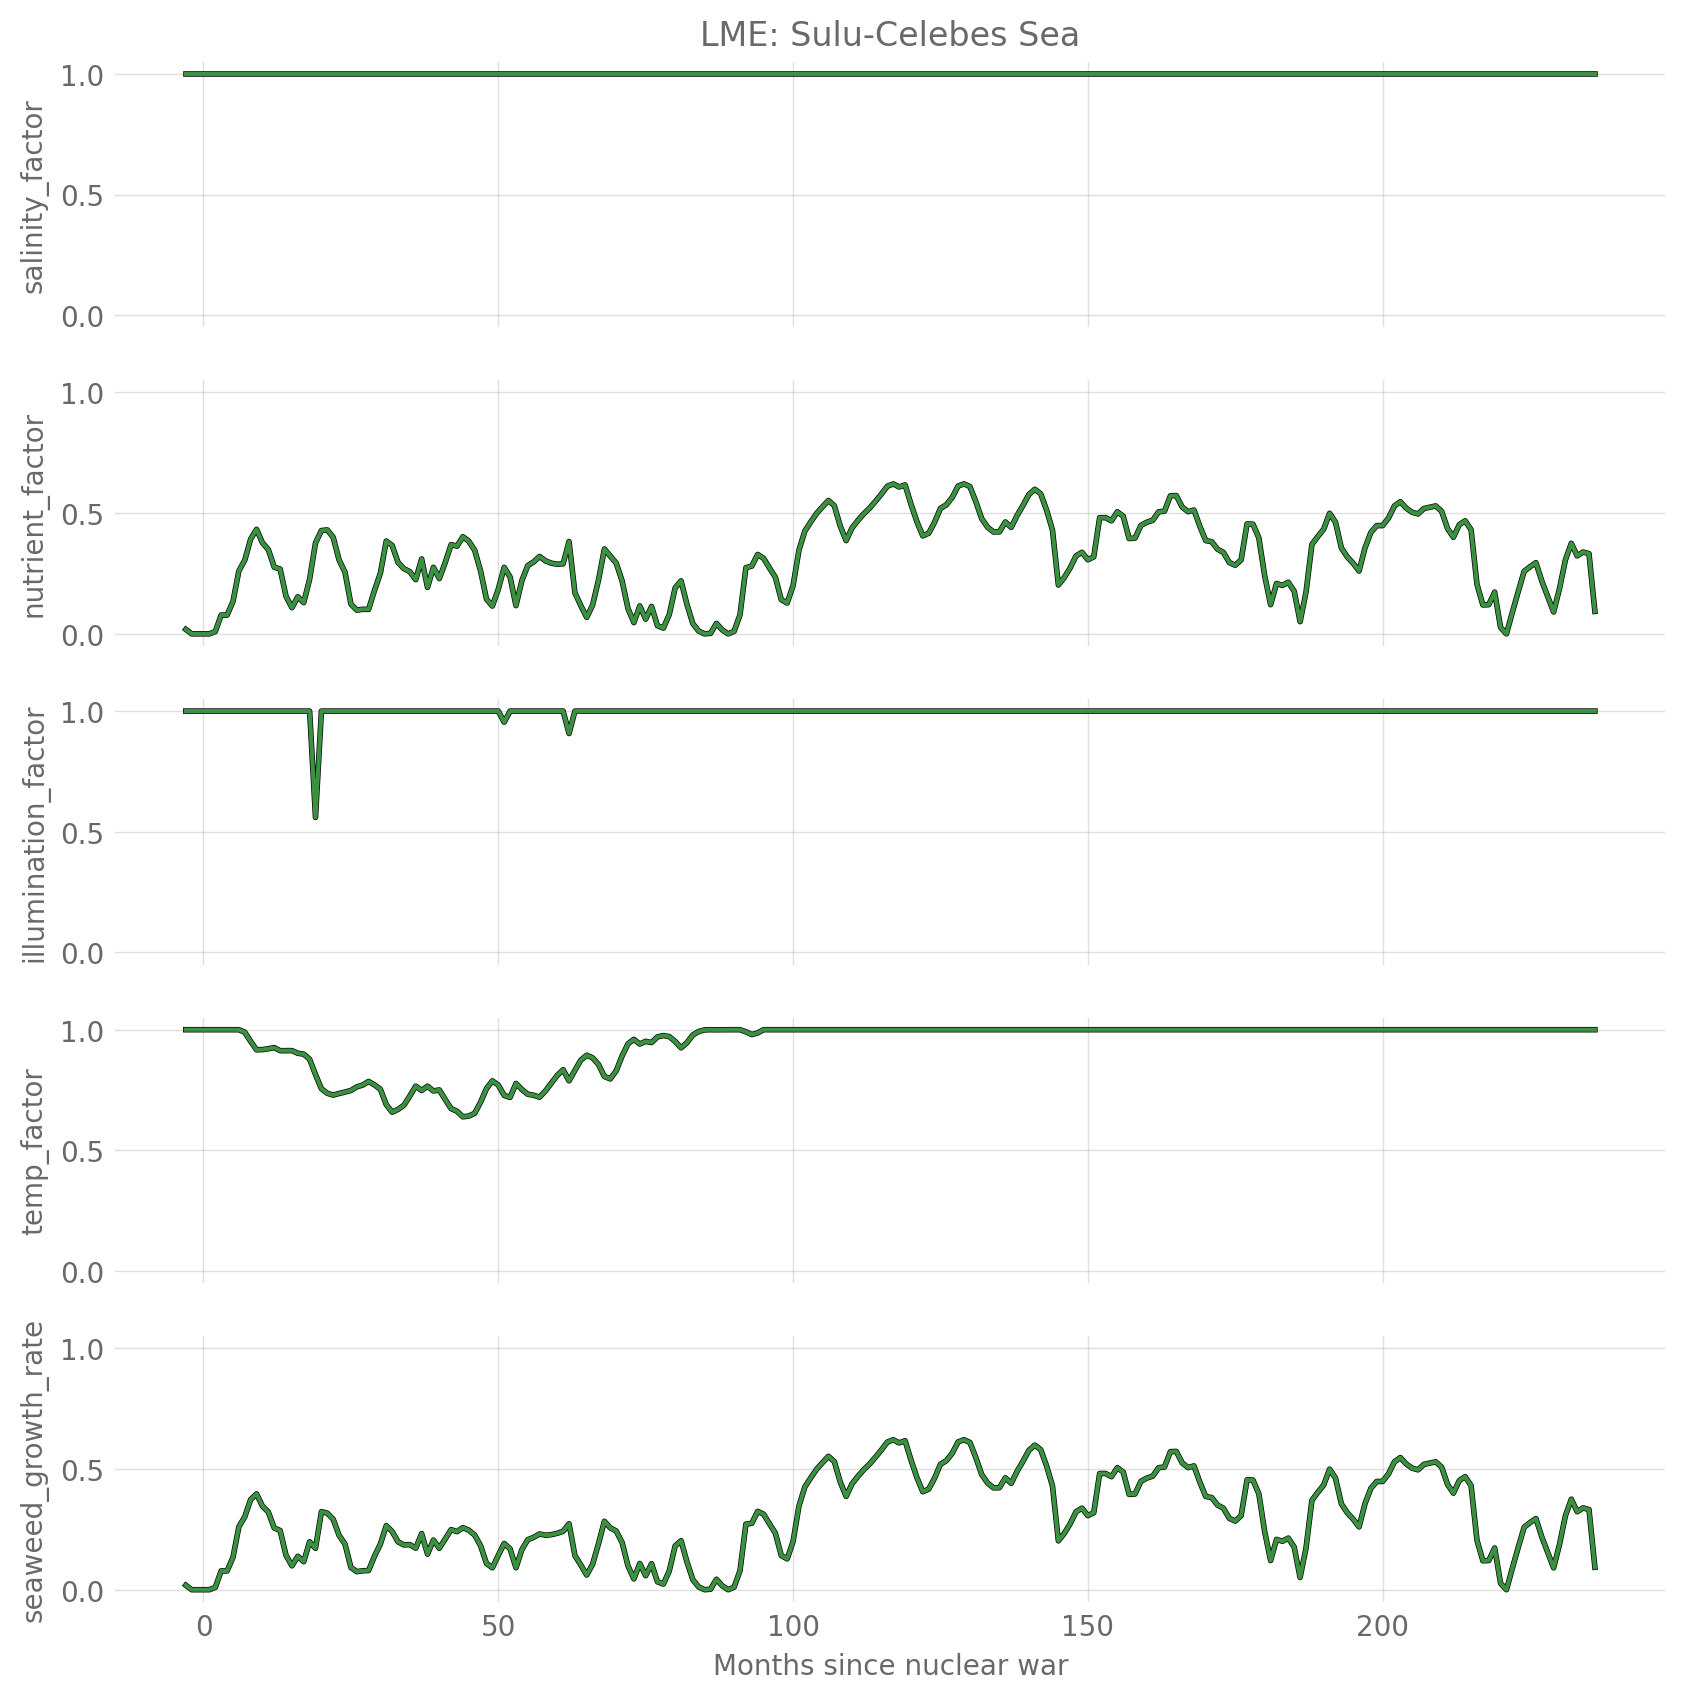 LME: Sulu-Celebes Sea
salinity_factor
1.0
0.5
0.0
nutrient_factor
1.0
0.5
0.0
illumination_factor
1.0
0.5
0.0
temp_factor
1.0
0.5
0.0
seaweed_growth_rate
1.0
0.5
0.0
0 50 100 150 200
Months since nuclear war